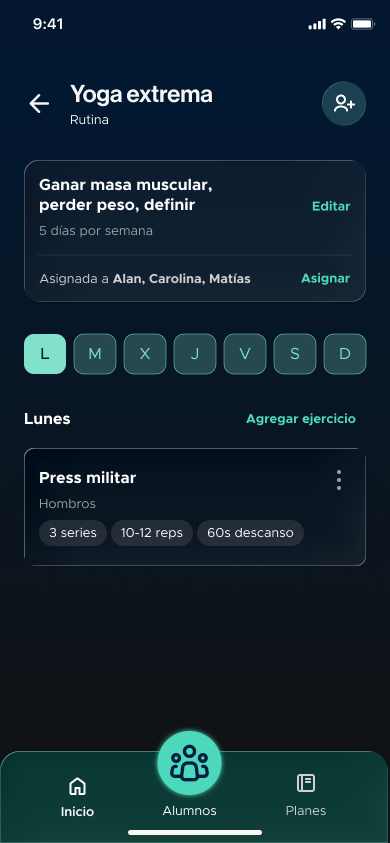 9:41
Yoga extrema
Rutina
Ganar masa muscular,
perder peso, definir
Editar
5 días por semana
Asignada a Alan, Carolina, Matías
Asignar
L M X J V S D
Lunes
Agregar ejercicio
Press militar
Hombros
3 series 10-12 reps 60s descanso
Inicio Alumnos Planes